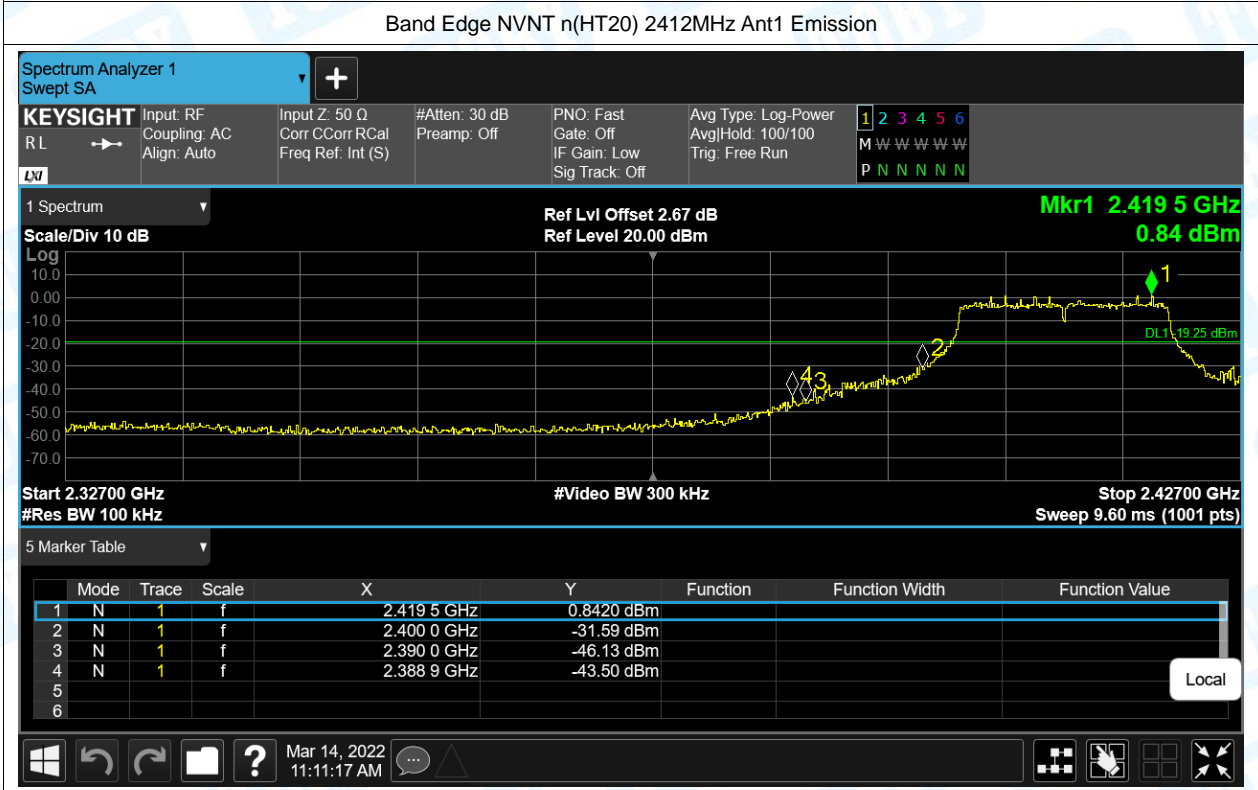 Band Edge NVNT n(HT20) 2412MHz Ant1 Emission
Spectrum Analyzer 1
Swept SA
KEYSIGHT
RL
LXI
Input: RF
Coupling: AC
Align: Auto
Input Z: 50 Ω
Corr CCorr RCal
Freq Ref: Int (S)
#Atten: 30 dB
Preamp: Off
PNO: Fast
Gate: Off
IF Gain: Low
Sig Track: Off
Avg Type: Log-Power
Avg|Hold: 100/100
Trig: Free Run
1 2 3 4 5 6
M W W W W W
P N N N N N
1 Spectrum
Scale/Div 10 dB
Ref Lvl Offset 2.67 dB
Ref Level 20.00 dBm
Mkr1 2.419 5 GHz
0.84 dBm
Log
10.0
0.00
-10.0
-20.0
-30.0
-40.0
-50.0
-60.0
-70.0
1
DL1 -19.25 dBm
2
43
Start 2.32700 GHz
#Video BW 300 kHz
Stop 2.42700 GHz
#Res BW 100 kHz
Sweep 9.60 ms (1001 pts)
5 Marker Table
Mode Trace Scale X Y Function Function Width Function Value
1 N 1 f 2.419 5 GHz 0.8420 dBm
2 N 1 f 2.400 0 GHz -31.59 dBm
3 N 1 f 2.390 0 GHz -46.13 dBm
4 N 1 f 2.388 9 GHz -43.50 dBm
5
6
Local
?
Mar 14, 2022
11:11:17 AM